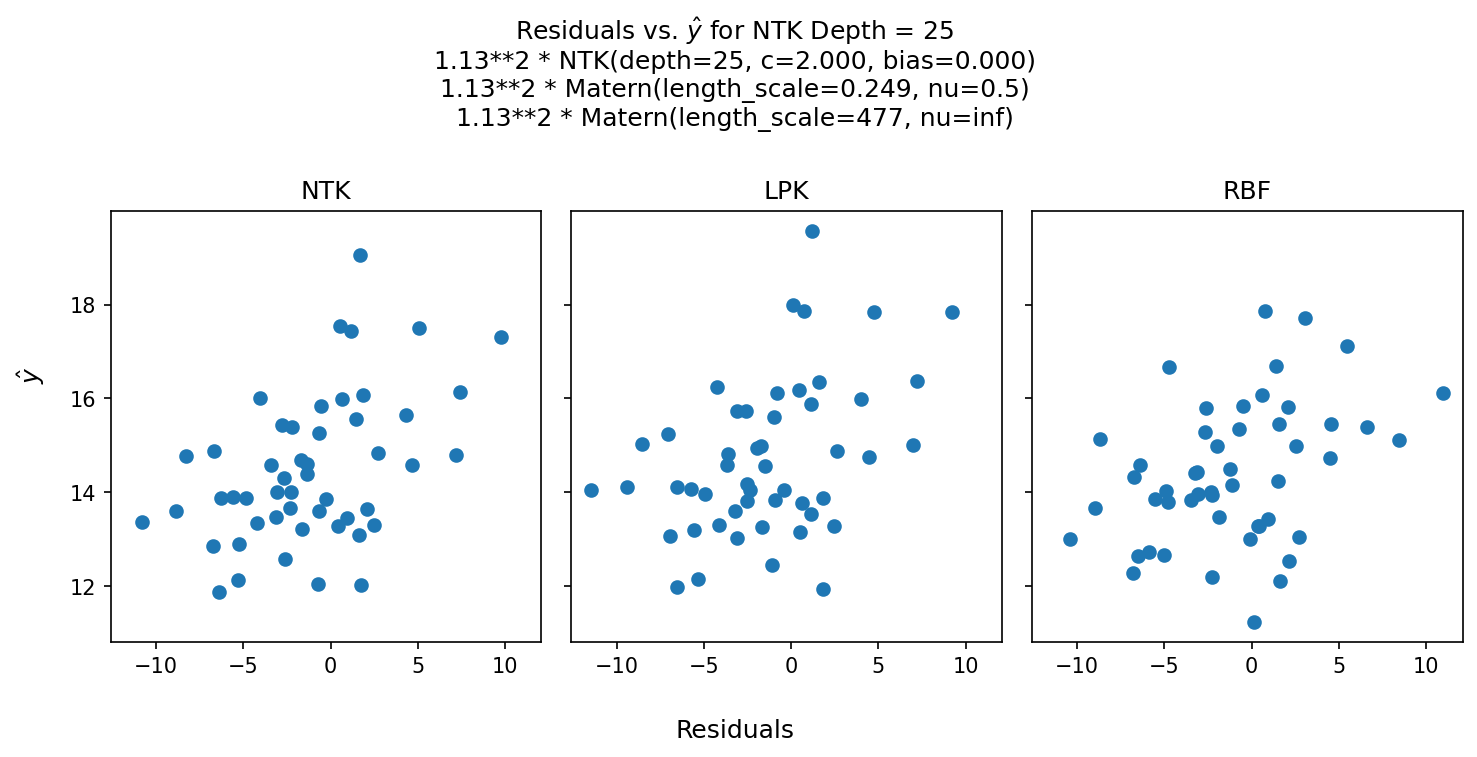 Residuals vs. ŷ for NTK Depth = 25
1.13**2 * NTK(depth=25, c=2.000, bias=0.000)
1.13**2 * Matern(length_scale=0.249, nu=0.5)
1.13**2 * Matern(length_scale=477, nu=inf)
NTK LPK RBF
18
16
14
12
ŷ
−10 −5 0 5 10 −10 −5 0 5 10 −10 −5 0 5 10
Residuals